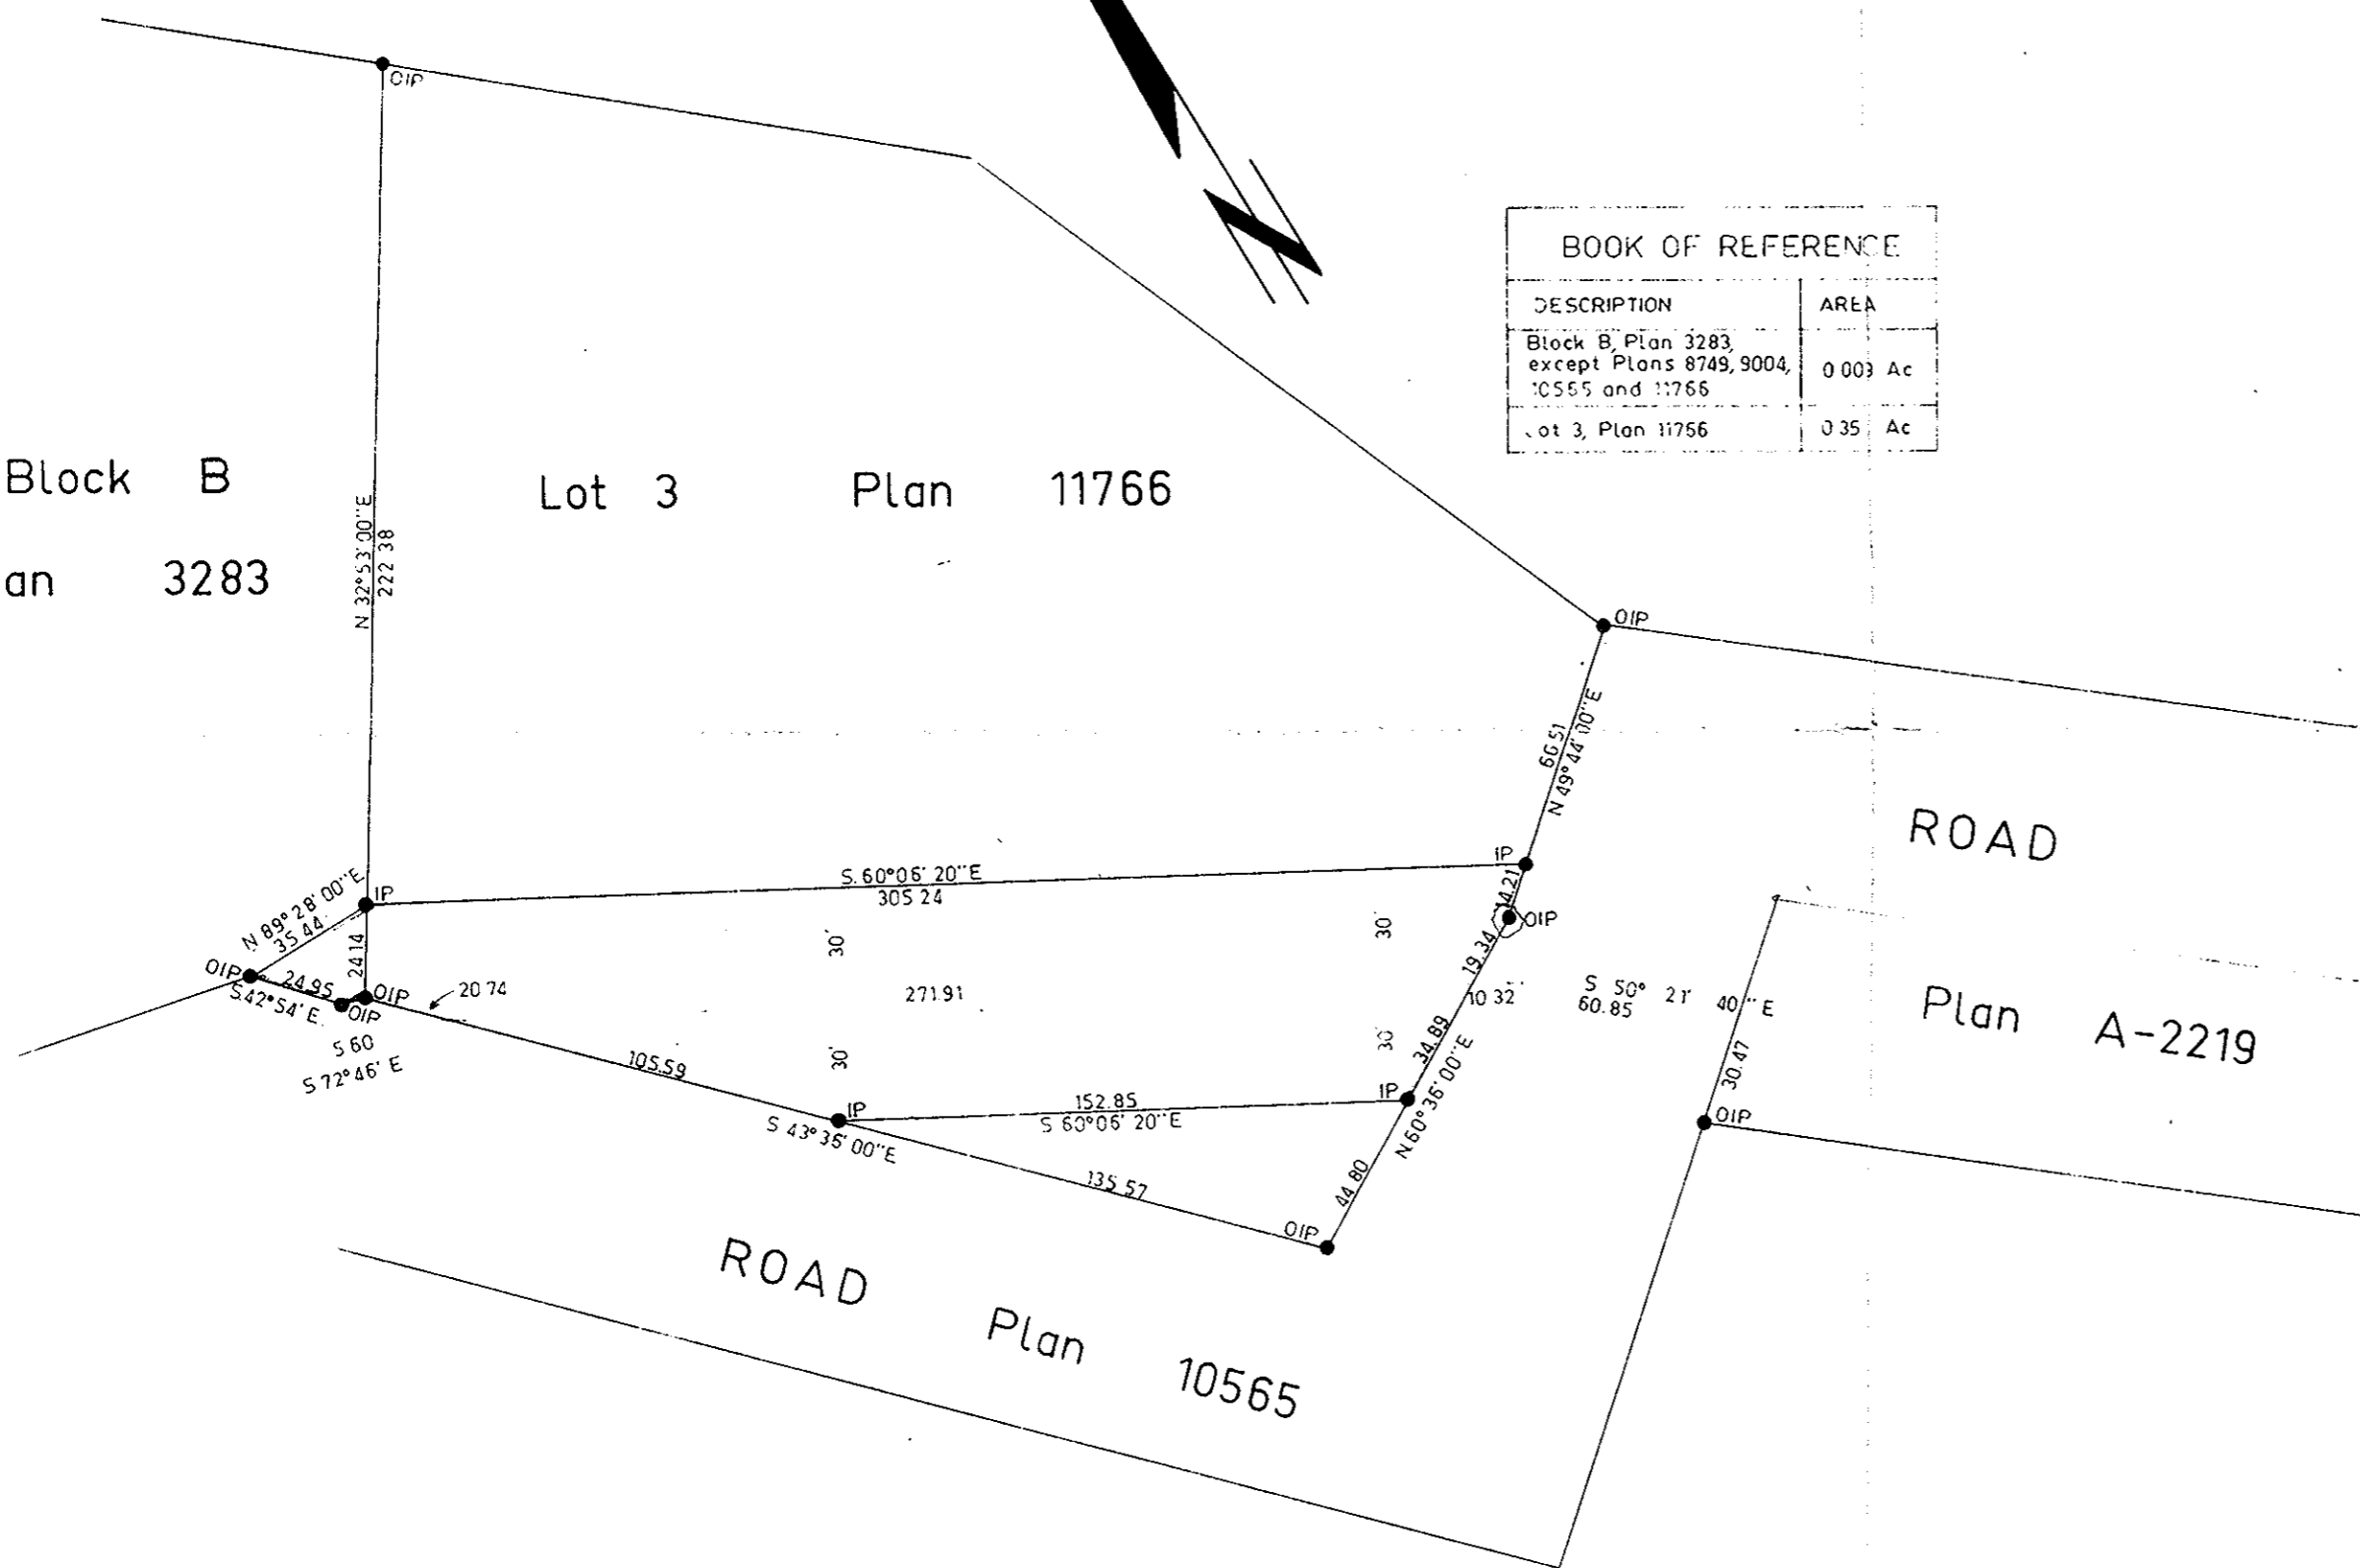 OIP
BOOK OF REFERENCE
DESCRIPTION AREA
Block B, Plan 3283,
except Plans 8749, 9004,
10565 and 11766
0 003 Ac
Lot 3, Plan 11766 0 35 Ac
Block B
an 3283
Lot 3 Plan 11766
N 32° 53' 00" E
222 38
OIP
66 51
N 49° 44' 00" E
ROAD
Plan A-2219
IP
S. 60° 06' 20" E
305 24
IP
14.21
OIP
N 89° 28' 00" E
35 44
24 14
OIP
24.95
S.42° 54' E.
OIP
OIP
5 60
S 72° 46' E
20 74
30'
271.91
30'
30
30
19.34
10 32'
S 50° 21' 40" E
60.85
34.89
N.60° 36' 00" E
105.59
IP
152.85
S 60° 06' 20" E
IP
S 43° 36' 00" E
135 57
44 80
OIP
30.47
OIP
ROAD Plan 10565